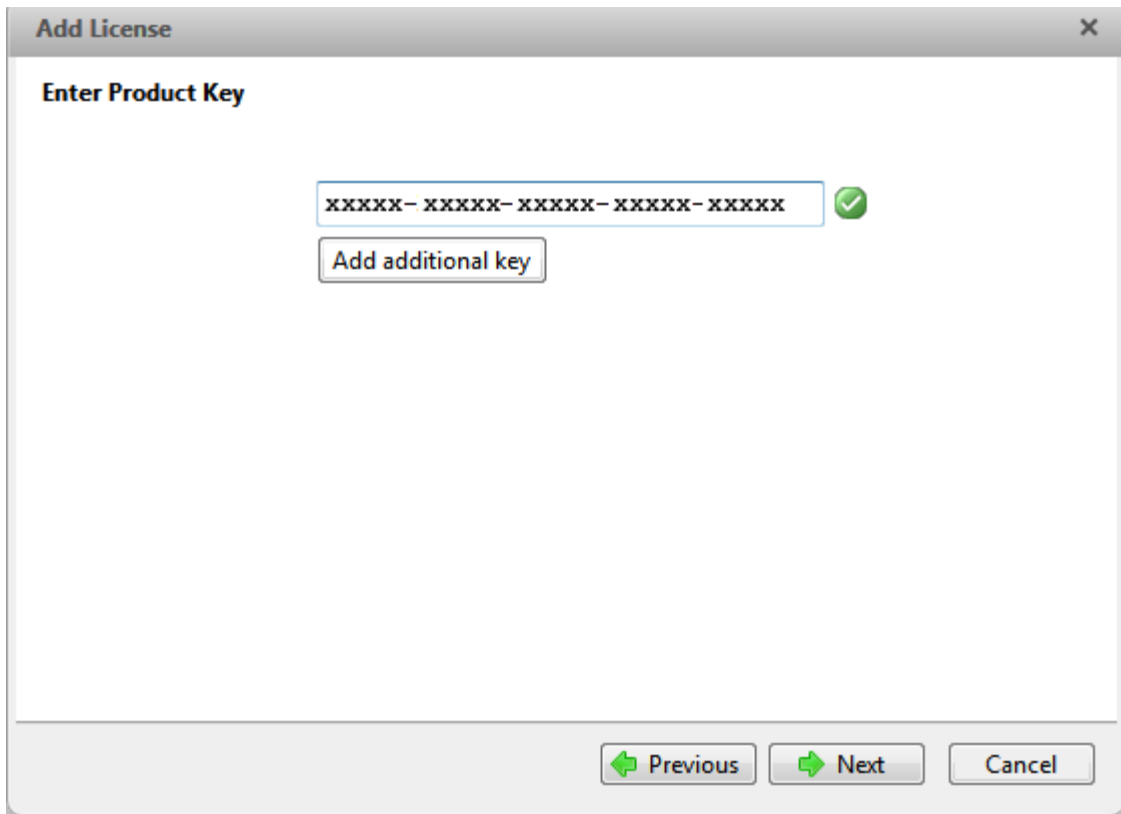 Add License
Enter Product Key
xxxxx-xxxxx-xxxxx-xxxxx-xxxxx
Add additional key
Previous Next Cancel